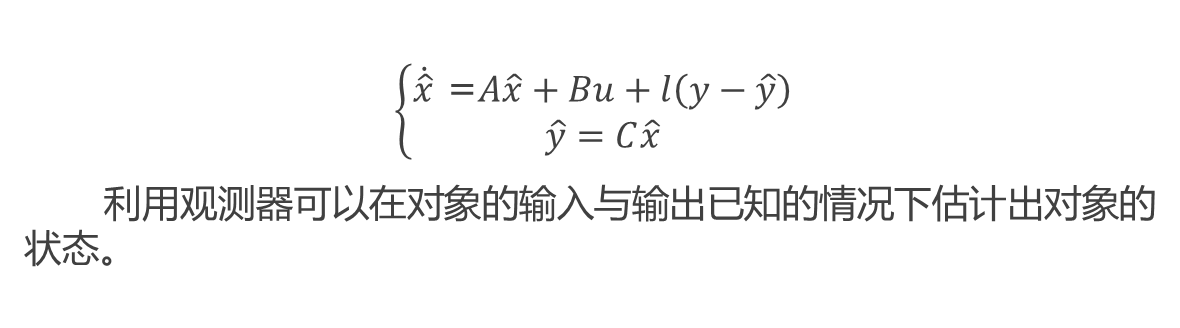 {ẋ̂ =Ax̂ + Bu + l(y − ŷ)
ŷ = Cx̂
利用观测器可以在对象的输入与输出已知的情况下估计出对象的
状态。